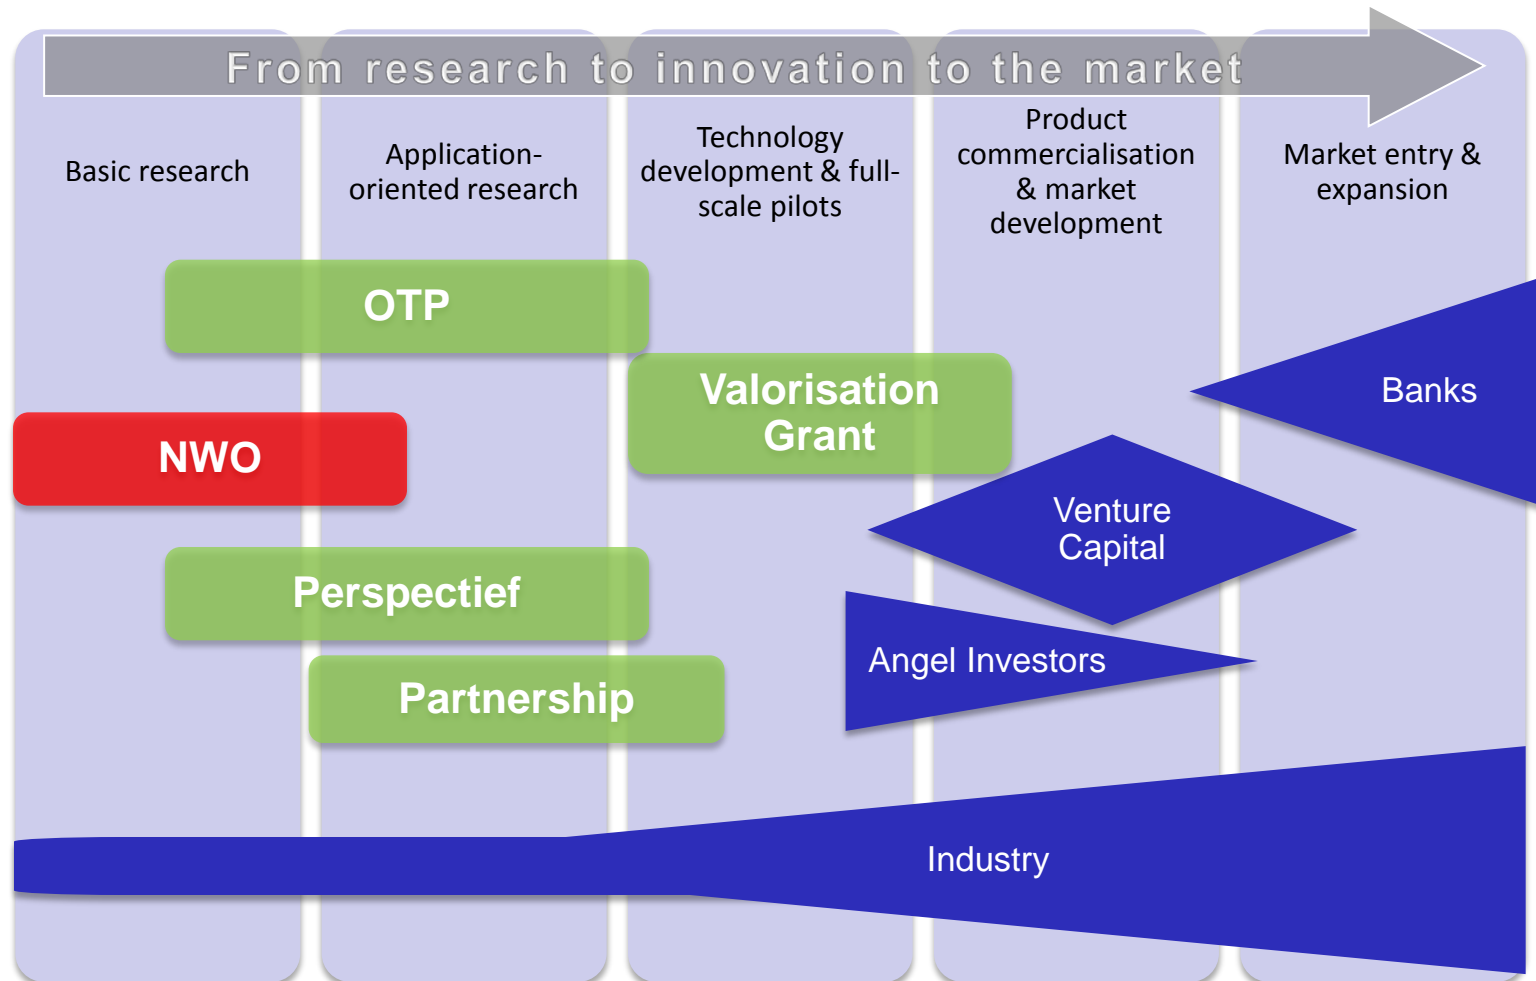 From research to innovation to the market
Basic research
Application-
oriented research
Technology
development & full-
scale pilots
Product
commercialisation
& market
development
Market entry &
expansion
OTP
Valorisation
Grant
Banks
NWO
Venture
Capital
Perspectief
Angel Investors
Partnership
Industry